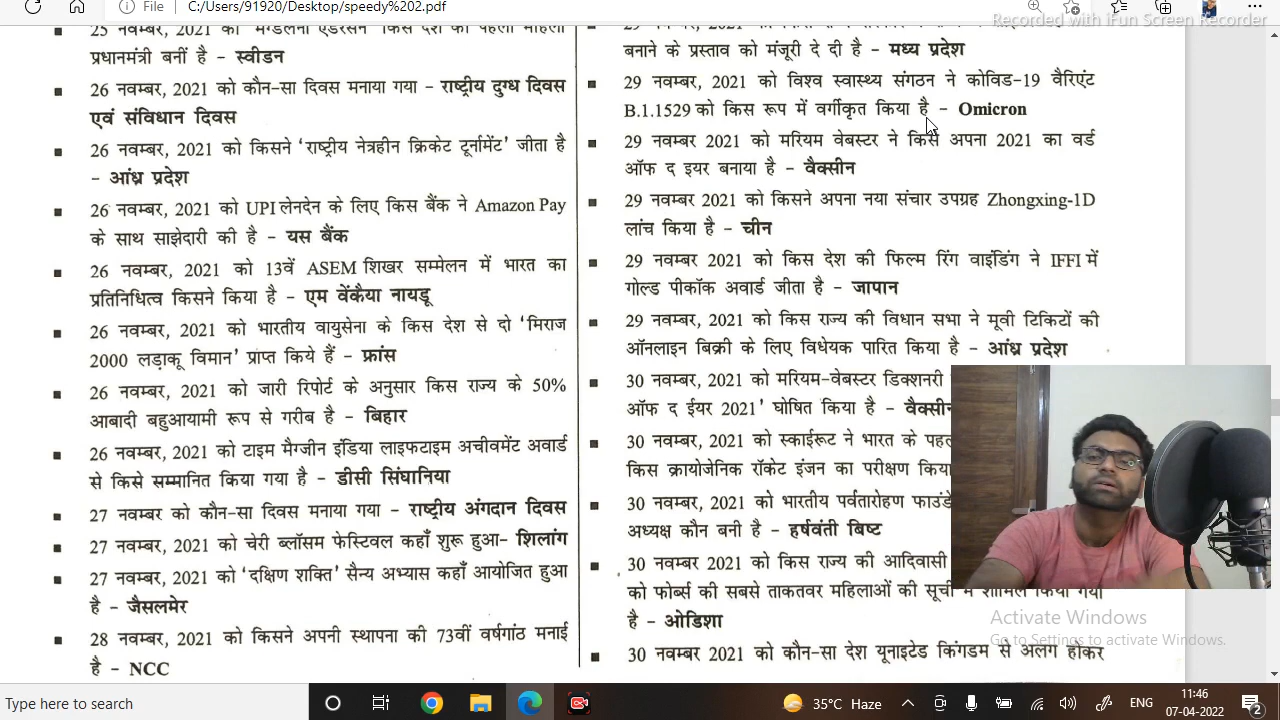 File
C:/Users/91920/Desktop/speedy%202.pdf
Recorded with iFun Screen Recorder
25 नवम्बर, 2021 को मैग्डेलेना एंडरसन किस देश की पहली महिला
प्रधानमंत्री बनीं है – स्वीडन
26 नवम्बर, 2021 को कौन-सा दिवस मनाया गया – राष्ट्रीय दुग्ध दिवस
एवं संविधान दिवस
26 नवम्बर, 2021 को किसने 'राष्ट्रीय नेत्रहीन क्रिकेट टूर्नामेंट' जीता है
– आंध्र प्रदेश
26 नवम्बर, 2021 को UPI लेनदेन के लिए किस बैंक ने Amazon Pay
के साथ साझेदारी की है – यस बैंक
26 नवम्बर, 2021 को 13वें ASEM शिखर सम्मेलन में भारत का
प्रतिनिधित्व किसने किया है – एम वेंकैया नायडू
26 नवम्बर, 2021 को भारतीय वायुसेना के किस देश से दो 'मिराज
2000 लड़ाकू विमान' प्राप्त किये हैं – फ्रांस
26 नवम्बर, 2021 को जारी रिपोर्ट के अनुसार किस राज्य के 50%
आबादी बहुआयामी रूप से गरीब है – बिहार
26 नवम्बर, 2021 को टाइम मैग्जीन इंडिया लाइफटाइम अचीवमेंट अवार्ड
से किसे सम्मानित किया गया है – डीसी सिंघानिया
27 नवम्बर को कौन-सा दिवस मनाया गया – राष्ट्रीय अंगदान दिवस
27 नवम्बर, 2021 को चेरी ब्लॉसम फेस्टिवल कहाँ शुरू हुआ– शिलांग
27 नवम्बर, 2021 को 'दक्षिण शक्ति' सैन्य अभ्यास कहाँ आयोजित हुआ
है – जैसलमेर
28 नवम्बर, 2021 को किसने अपनी स्थापना की 73वीं वर्षगांठ मनाई
है – NCC
बनाने के प्रस्ताव को मंजूरी दे दी है – मध्य प्रदेश
29 नवम्बर, 2021 को विश्व स्वास्थ्य संगठन ने कोविड-19 वैरिएंट
B.1.1529 को किस रूप में वर्गीकृत किया है – Omicron
29 नवम्बर 2021 को मरियम वेबस्टर ने किसे अपना 2021 का वर्ड
ऑफ द इयर बनाया है – वैक्सीन
29 नवम्बर 2021 को किसने अपना नया संचार उपग्रह Zhongxing-1D
लांच किया है – चीन
29 नवम्बर 2021 को किस देश की फिल्म रिंग वाइंडिंग ने IFFI में
गोल्ड पीकॉक अवार्ड जीता है – जापान
29 नवम्बर, 2021 को किस राज्य की विधान सभा ने मूवी टिकिटों की
ऑनलाइन बिक्री के लिए विधेयक पारित किया है – आंध्र प्रदेश
30 नवम्बर, 2021 को मरियम-वेबस्टर डिक्शनरी
ऑफ द ईयर 2021' घोषित किया है – वैक्सीन
30 नवम्बर, 2021 को स्काईरूट ने भारत के पहल
किस क्रायोजेनिक रॉकेट इंजन का परीक्षण किया
30 नवम्बर, 2021 को भारतीय पर्वतारोहण फाउंडे
अध्यक्ष कौन बनी है – हर्षवंती बिष्ट
30 नवम्बर 2021 को किस राज्य की आदिवासी
को फोर्ब्स की सबसे ताकतवर महिलाओं की सूची में शामिल किया गया
है – ओडिशा
30 नवम्बर 2021 को कौन-सा देश यूनाइटेड किंगडम से अलग होकर
Activate Windows
Go to Settings to activate Windows.
Type here to search
35°C Haze
ENG
11:46
07-04-2022
2